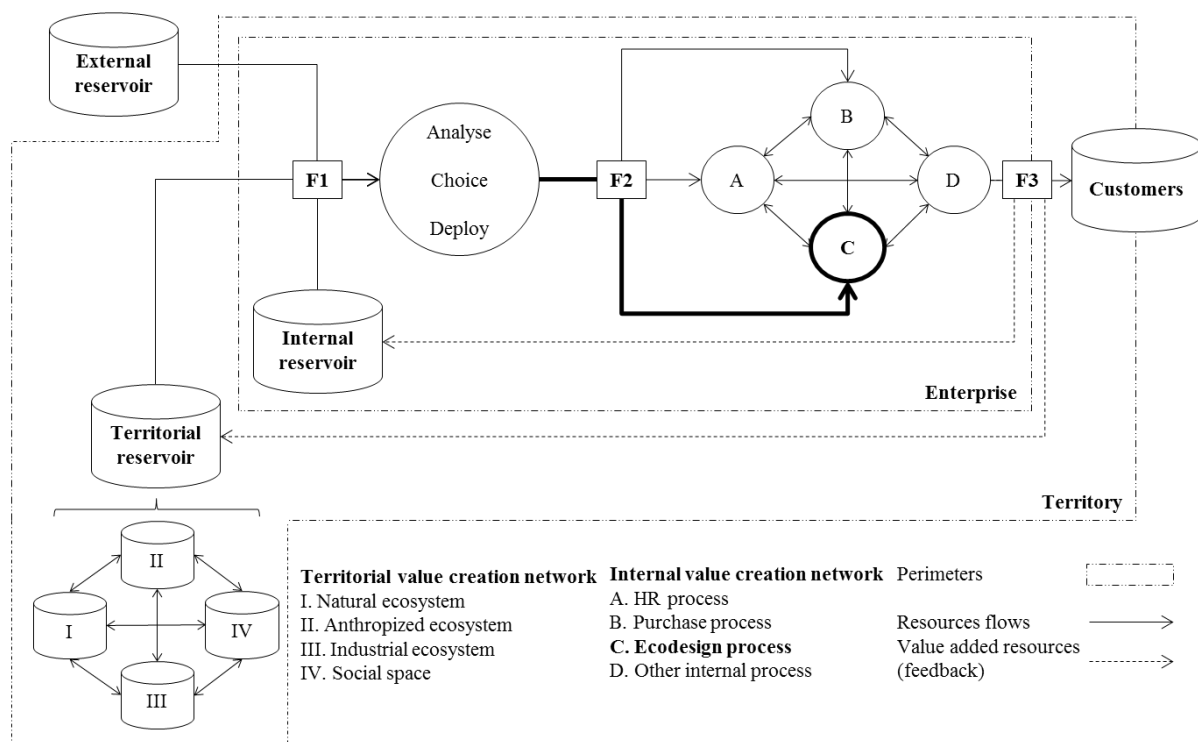 External
reservoir
Analyse
Choice
Deploy
F1
F2
B
A
D
F3
C
Customers
Internal
reservoir
Enterprise
Territorial
reservoir
Territory
II
I
IV
III
Territorial value creation network
I. Natural ecosystem
II. Anthropized ecosystem
III. Industrial ecosystem
IV. Social space
Internal value creation network
A. HR process
B. Purchase process
C. Ecodesign process
D. Other internal process
Perimeters
Resources flows
Value added resources
(feedback)